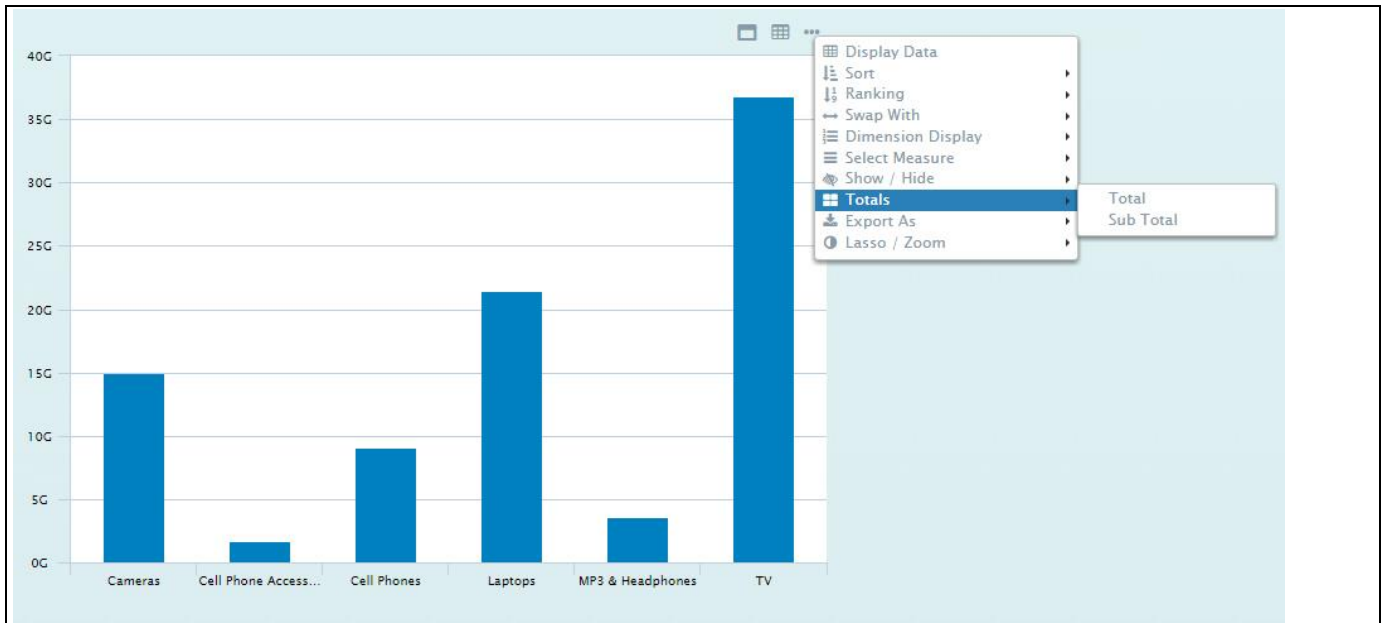 40G
35G
30G
25G
20G
15G
10G
5G
0G
Cameras
Cell Phone Access...
Cell Phones
Laptops
MP3 & Headphones
TV
Display Data
Sort
Ranking
Swap With
Dimension Display
Select Measure
Show / Hide
Totals
Export As
Lasso / Zoom
Total
Sub Total